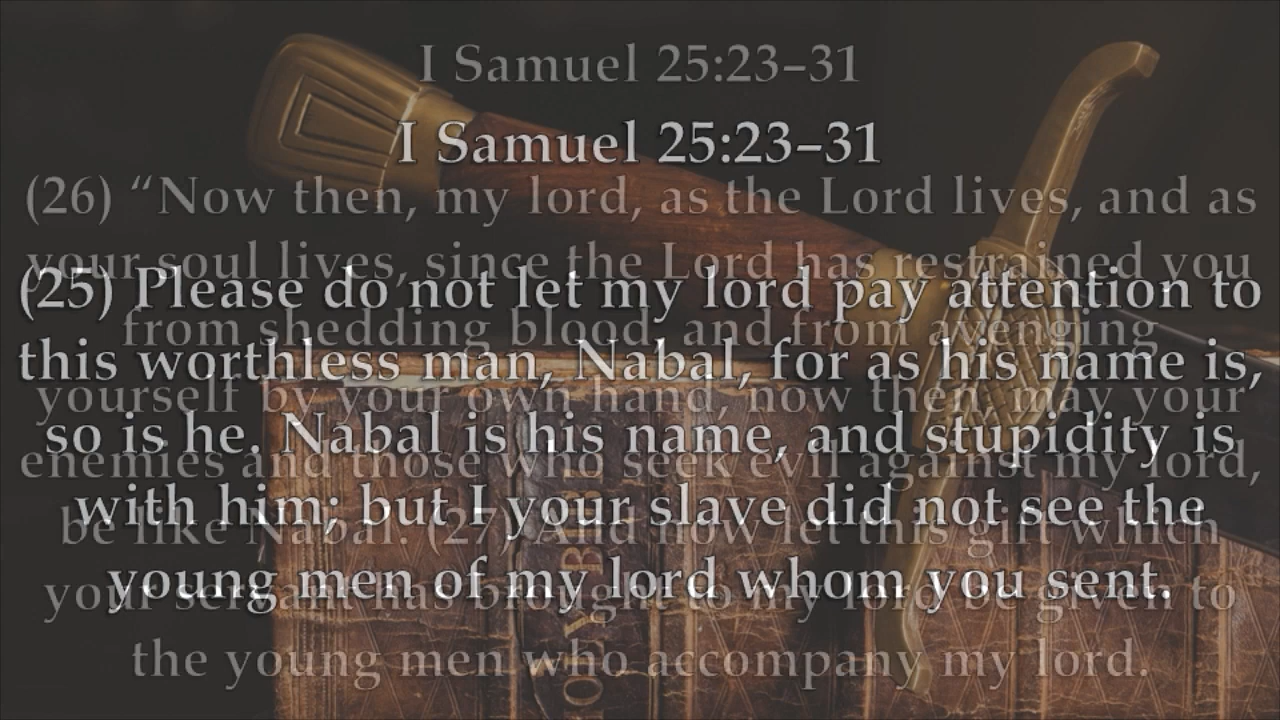 I Samuel 25:23–31
I Samuel 25:23–31
(26) “Now then, my lord, as the Lord lives, and as
your soul lives, since the Lord has restrained you
from shedding blood, and from avenging
yourself by your own hand, now then, may your
enemies and those who seek evil against my lord,
be like Nabal. (27) And now let this gift which
your servant has brought to my lord be given to
the young men who accompany my lord.
(25) Please do not let my lord pay attention to
this worthless man, Nabal, for as his name is,
so is he. Nabal is his name, and stupidity is
with him; but I your slave did not see the
young men of my lord whom you sent.
HOLY BIBLE